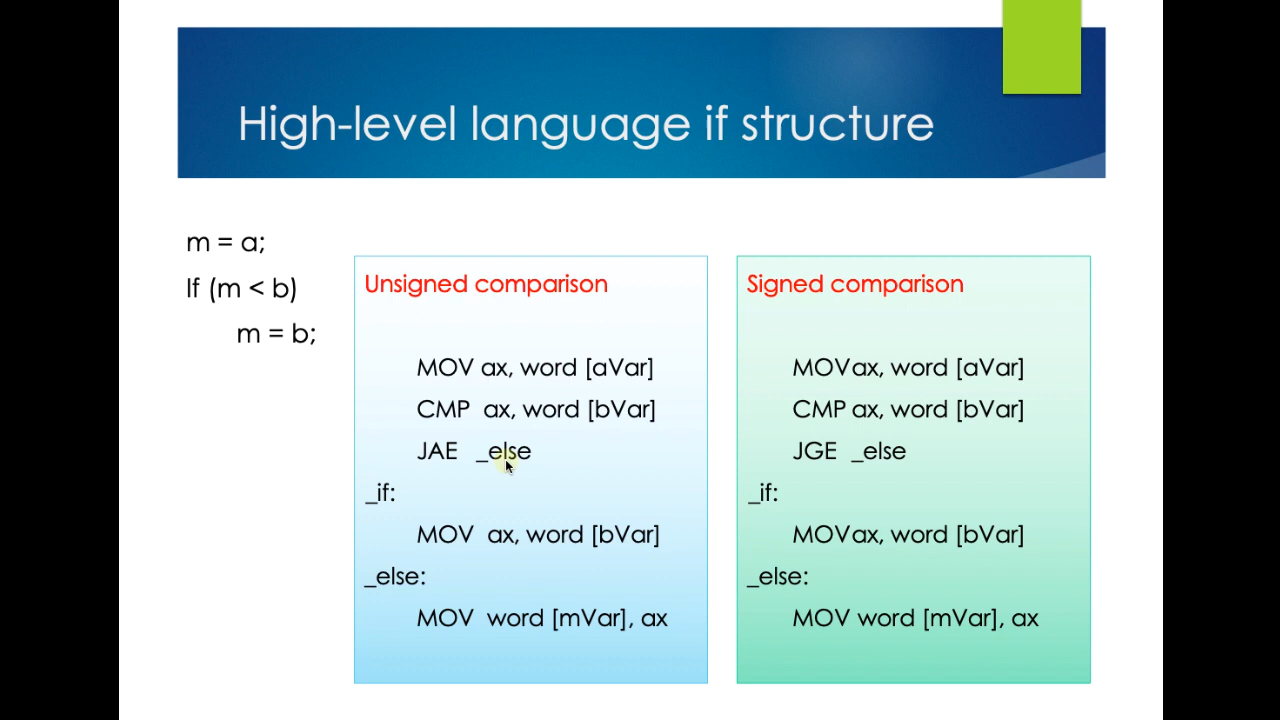 High-level language if structure
m = a;
If (m < b)
m = b;
Unsigned comparison
MOV ax, word [aVar]
CMP ax, word [bVar]
JAE _else
_if:
MOV ax, word [bVar]
_else:
MOV word [mVar], ax
Signed comparison
MOVax, word [aVar]
CMP ax, word [bVar]
JGE _else
_if:
MOVax, word [bVar]
_else:
MOV word [mVar], ax